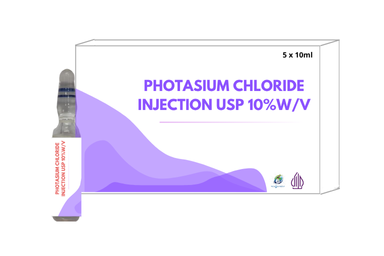 5 x 10ml
PHOTASIUM CHLORIDE
INJECTION USP 10%W/V
PHOTASIUM CHLORIDE
INJECTION USP 10%W/V